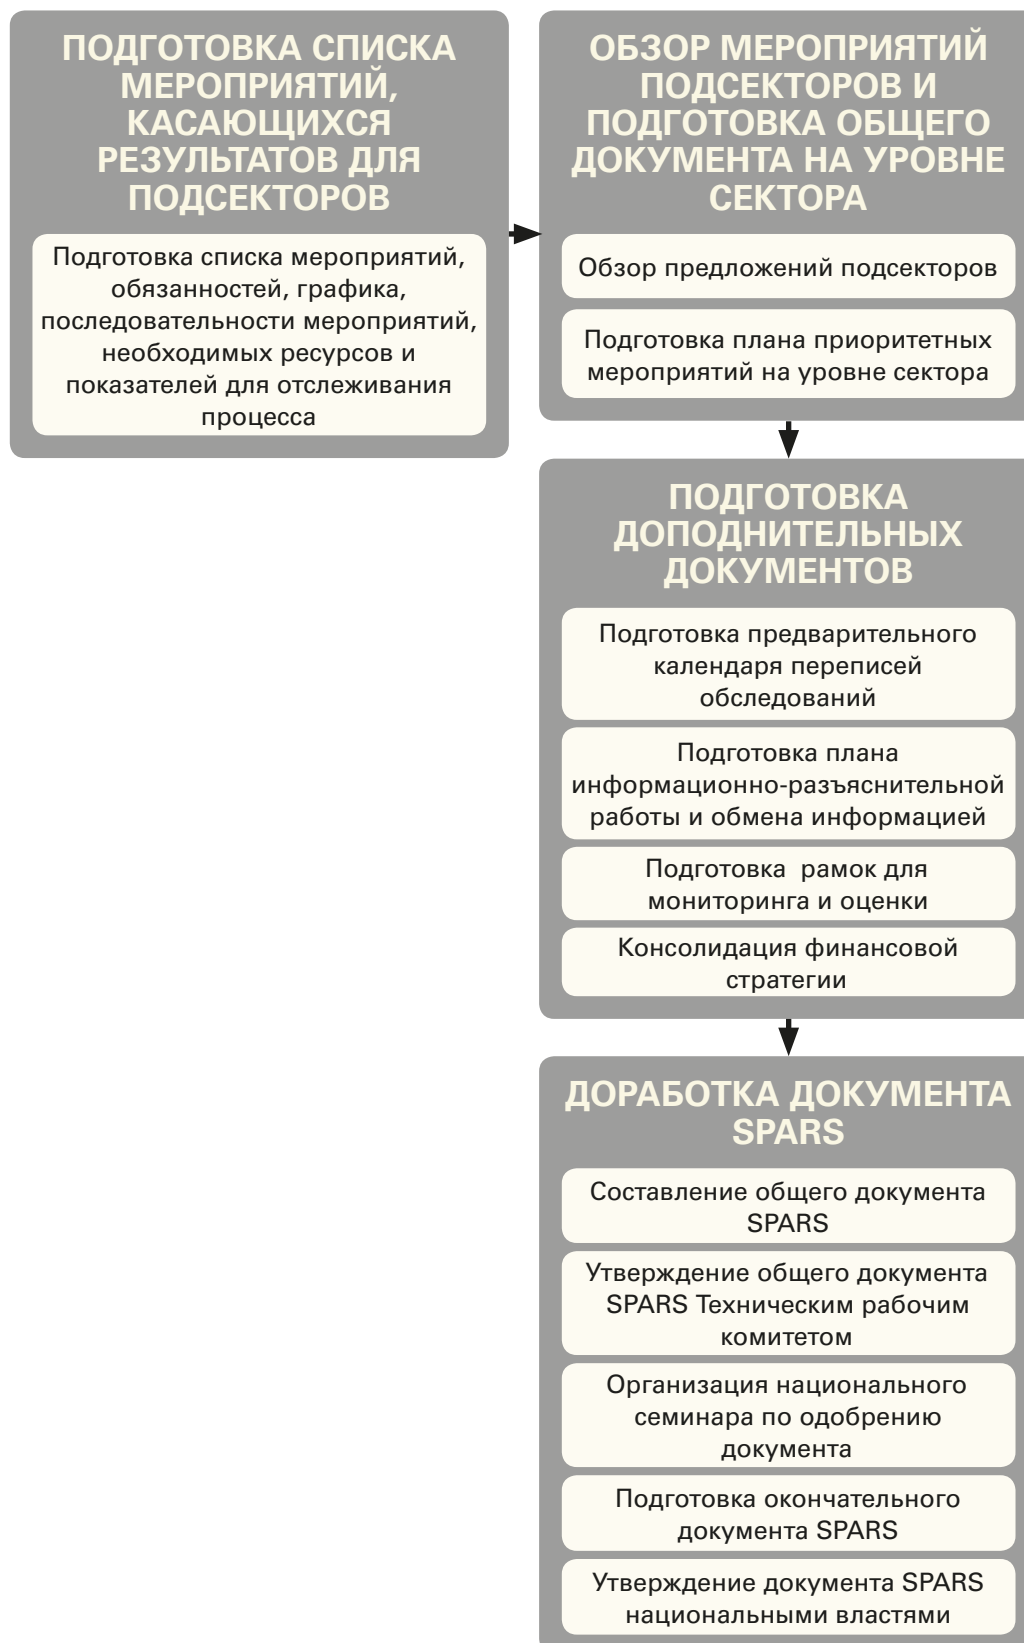 ПОДГОТОВКА СПИСКА
МЕРОПРИЯТИЙ,
КАСАЮЩИХСЯ
РЕЗУЛЬТАТОВ ДЛЯ
ПОДСЕКТОРОВ
Подготовка списка мероприятий,
обязанностей, графика,
последовательности мероприятий,
необходимых ресурсов и
показателей для отслеживания
процесса
ОБЗОР МЕРОПРИЯТИЙ
ПОДСЕКТОРОВ И
ПОДГОТОВКА ОБЩЕГО
ДОКУМЕНТА НА УРОВНЕ
СЕКТОРА
Обзор предложений подсекторов
Подготовка плана приоритетных
мероприятий на уровне сектора
ПОДГОТОВКА
ДОПОДНИТЕЛЬНЫХ
ДОКУМЕНТОВ
Подготовка предварительного
календаря переписей
обследований
Подготовка плана
информационно-разъяснительной
работы и обмена информацией
Подготовка рамок для
мониторинга и оценки
Консолидация финансовой
стратегии
ДОРАБОТКА ДОКУМЕНТА
SPARS
Составление общего документа
SPARS
Утверждение общего документа
SPARS Техническим рабочим
комитетом
Организация национального
семинара по одобрению
документа
Подготовка окончательного
документа SPARS
Утверждение документа SPARS
национальными властями